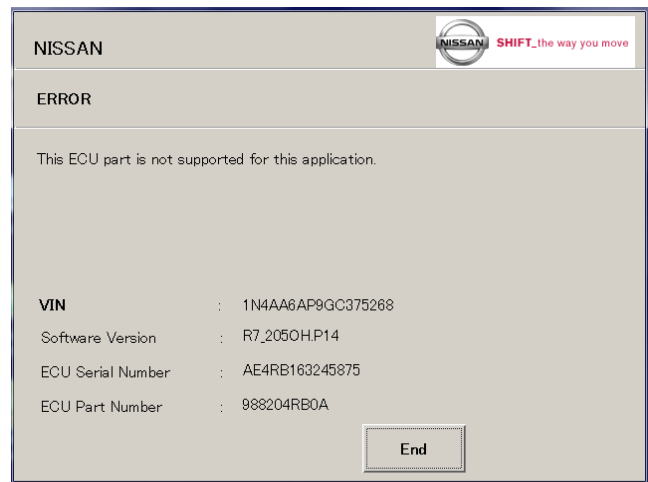 NISSAN
NISSAN SHIFT_the way you move
ERROR
This ECU part is not supported for this application.
VIN : 1N4AA6AP9GC375268
Software Version : R7_205OH.P14
ECU Serial Number : AE4RB163245875
ECU Part Number : 988204RB0A
End